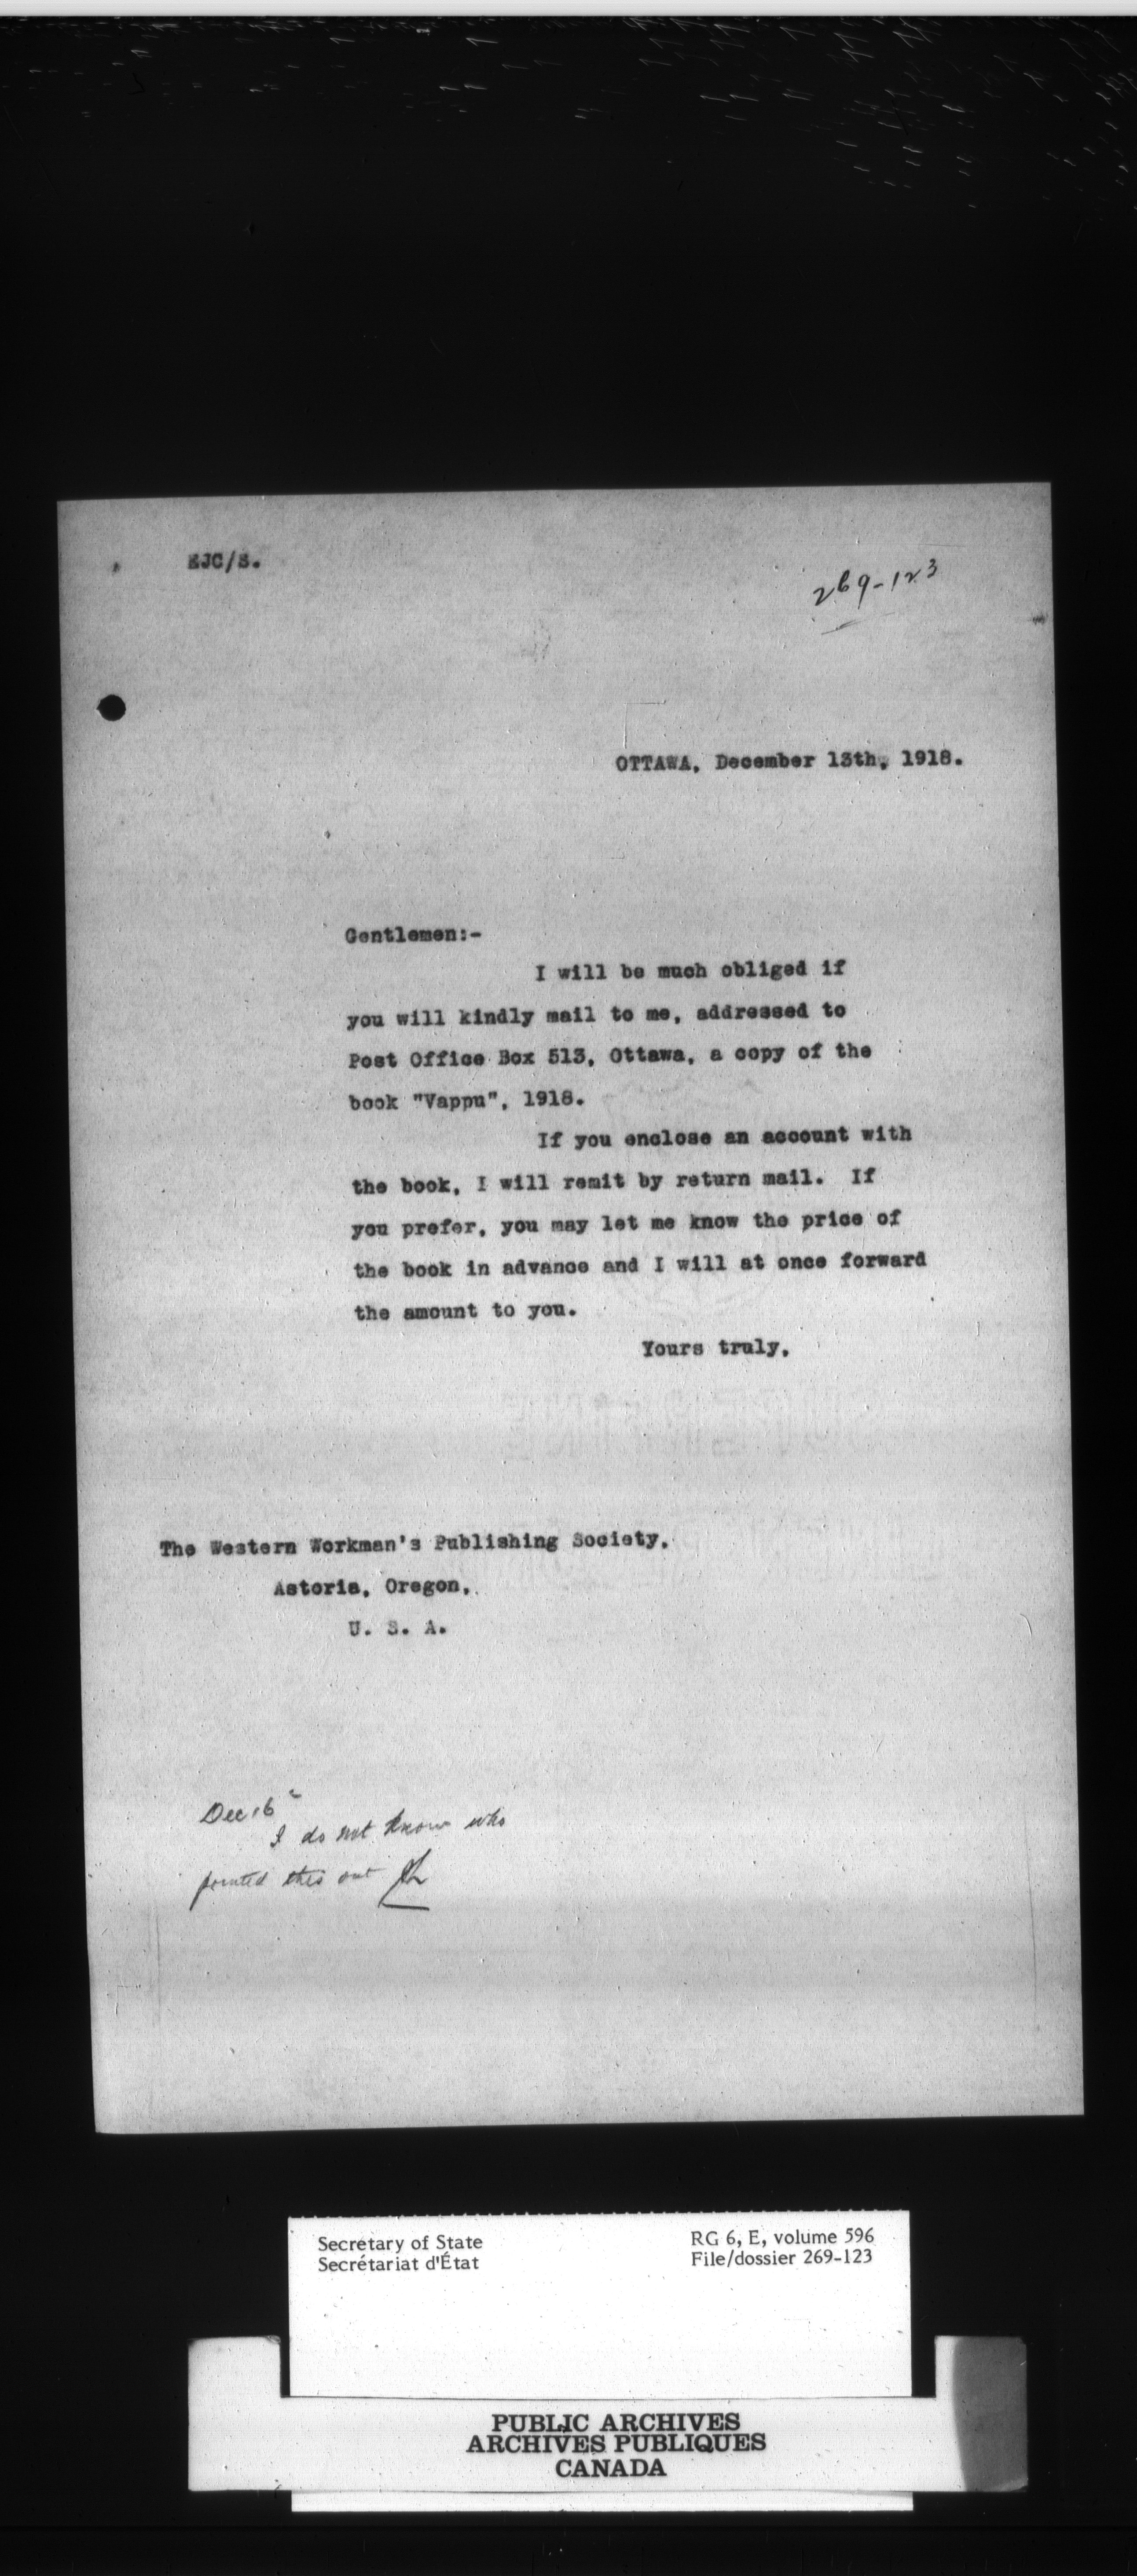 EJC/S.
269-123
OTTAWA, December 13th, 1918.
Gentlemen:-
I will be much obliged if
you will kindly mail to me, addressed to
Post Office Box 513, Ottawa, a copy of the
book "Vappu", 1918.
If you enclose an account with
the book, I will remit by return mail. If
you prefer, you may let me know the price of
the book in advance and I will at once forward
the amount to you.
Yours truly,
The Western Workman's Publishing Society,
Astoria, Oregon,
U. S. A.
Dec 16
I do not know who
pointed this out
Secretary of State
Secrétariat d'État
RG 6, E, volume 596
File/dossier 269-123
PUBLIC ARCHIVES
ARCHIVES PUBLIQUES
CANADA